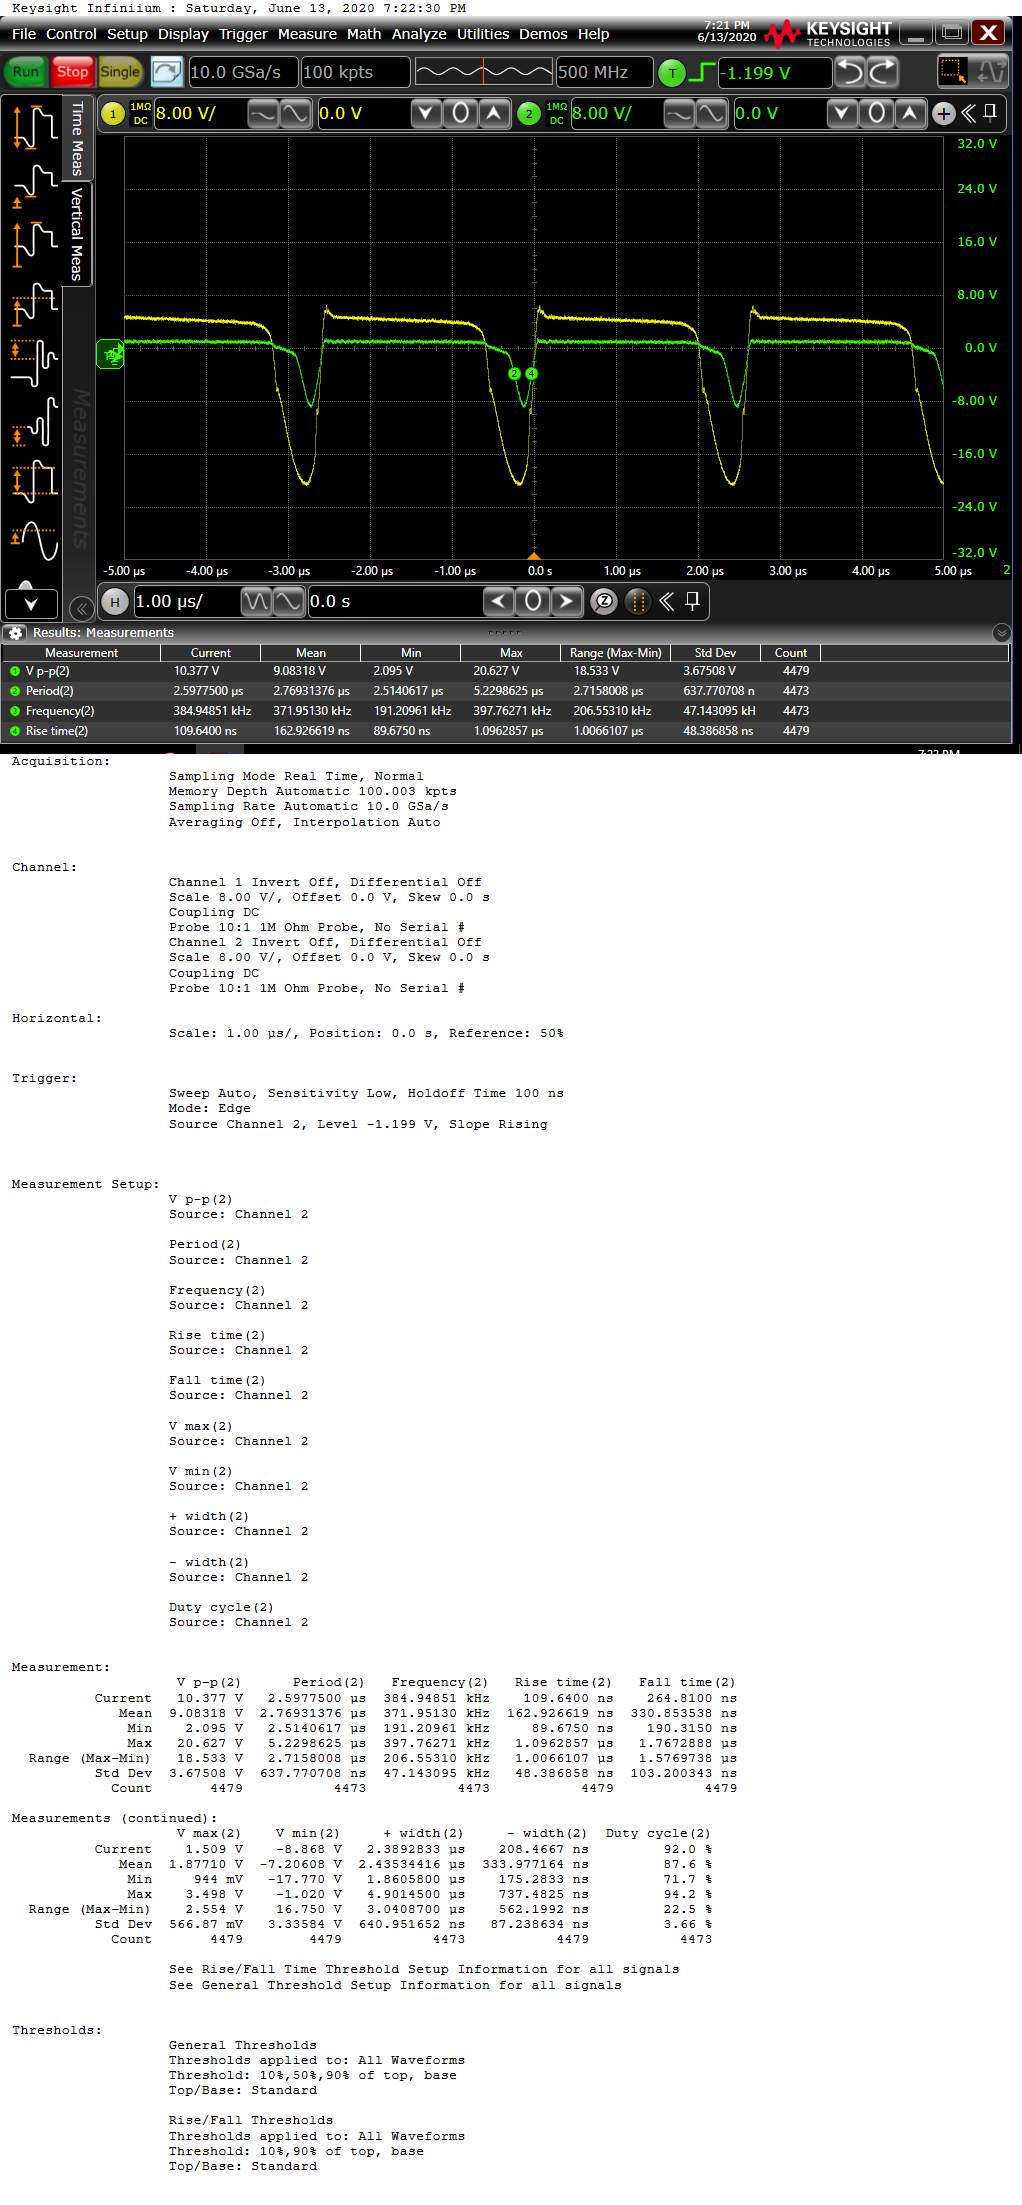 Keysight Infiniium : Saturday, June 13, 2020 7:22:30 PM
File Control Setup Display Trigger Measure Math Analyze Utilities Demos Help
7:21 PM
6/13/2020
KEYSIGHT
TECHNOLOGIES
Run Stop Single 10.0 GSa/s 100 kpts 500 MHz T -1.199 V
1 1MΩ DC 8.00 V/ 0.0 V 2 1MΩ DC 8.00 V/ 0.0 V
Time Meas
Vertical Meas
Measurements
32.0 V
24.0 V
16.0 V
8.00 V
0.0 V
-8.00 V
-16.0 V
-24.0 V
-32.0 V
2 4
-5.00 µs -4.00 µs -3.00 µs -2.00 µs -1.00 µs 0.0 s 1.00 µs 2.00 µs 3.00 µs 4.00 µs 5.00 µs 2
H 1.00 µs/ 0.0 s Z
Results: Measurements
Measurement Current Mean Min Max Range (Max-Min) Std Dev Count
1 V p-p(2) 10.377 V 9.08318 V 2.095 V 20.627 V 18.533 V 3.67508 V 4479
2 Period(2) 2.5977500 µs 2.76931376 µs 2.5140617 µs 5.2298625 µs 2.7158008 µs 637.770708 n 4473
3 Frequency(2) 384.94851 kHz 371.95130 kHz 191.20961 kHz 397.76271 kHz 206.55310 kHz 47.143095 kH 4473
4 Rise time(2) 109.6400 ns 162.926619 ns 89.6750 ns 1.0962857 µs 1.0066107 µs 48.386858 ns 4479
Acquisition:
Sampling Mode Real Time, Normal
Memory Depth Automatic 100.003 kpts
Sampling Rate Automatic 10.0 GSa/s
Averaging Off, Interpolation Auto
Channel:
Channel 1 Invert Off, Differential Off
Scale 8.00 V/, Offset 0.0 V, Skew 0.0 s
Coupling DC
Probe 10:1 1M Ohm Probe, No Serial #
Channel 2 Invert Off, Differential Off
Scale 8.00 V/, Offset 0.0 V, Skew 0.0 s
Coupling DC
Probe 10:1 1M Ohm Probe, No Serial #
Horizontal:
Scale: 1.00 µs/, Position: 0.0 s, Reference: 50%
Trigger:
Sweep Auto, Sensitivity Low, Holdoff Time 100 ns
Mode: Edge
Source Channel 2, Level -1.199 V, Slope Rising
Measurement Setup:
V p-p(2)
Source: Channel 2
Period(2)
Source: Channel 2
Frequency(2)
Source: Channel 2
Rise time(2)
Source: Channel 2
Fall time(2)
Source: Channel 2
V max(2)
Source: Channel 2
V min(2)
Source: Channel 2
+ width(2)
Source: Channel 2
- width(2)
Source: Channel 2
Duty cycle(2)
Source: Channel 2
Measurement:
V p-p(2) Period(2) Frequency(2) Rise time(2) Fall time(2)
Current 10.377 V 2.5977500 µs 384.94851 kHz 109.6400 ns 264.8100 ns
Mean 9.08318 V 2.76931376 µs 371.95130 kHz 162.926619 ns 330.853538 ns
Min 2.095 V 2.5140617 µs 191.20961 kHz 89.6750 ns 190.3150 ns
Max 20.627 V 5.2298625 µs 397.76271 kHz 1.0962857 µs 1.7672888 µs
Range (Max-Min) 18.533 V 2.7158008 µs 206.55310 kHz 1.0066107 µs 1.5769738 µs
Std Dev 3.67508 V 637.770708 ns 47.143095 kHz 48.386858 ns 103.200343 ns
Count 4479 4473 4473 4479 4479
Measurements (continued):
V max(2) V min(2) + width(2) - width(2) Duty cycle(2)
Current 1.509 V -8.868 V 2.3892833 µs 208.4667 ns 92.0 %
Mean 1.87710 V -7.20608 V 2.43534416 µs 333.977164 ns 87.6 %
Min 944 mV -17.770 V 1.8605800 µs 175.2833 ns 71.7 %
Max 3.498 V -1.020 V 4.9014500 µs 737.4825 ns 94.2 %
Range (Max-Min) 2.554 V 16.750 V 3.0408700 µs 562.1992 ns 22.5 %
Std Dev 566.87 mV 3.33584 V 640.951652 ns 87.238634 ns 3.66 %
Count 4479 4479 4473 4479 4473
See Rise/Fall Time Threshold Setup Information for all signals
See General Threshold Setup Information for all signals
Thresholds:
General Thresholds
Thresholds applied to: All Waveforms
Threshold: 10%,50%,90% of top, base
Top/Base: Standard
Rise/Fall Thresholds
Thresholds applied to: All Waveforms
Threshold: 10%,90% of top, base
Top/Base: Standard